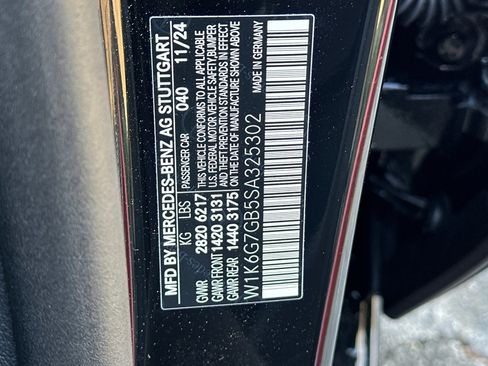 MFD BY MERCEDES-BENZ AG STUTTGART
PASSENGER CAR 040 11/24
KG LBS
GVWR 2820 6217
GAWR FRONT 1420 3131
GAWR REAR 1440 3175
THIS VEHICLE CONFORMS TO ALL APPLICABLE
U.S. FEDERAL MOTOR VEHICLE SAFETY, BUMPER
AND THEFT PREVENTION STANDARDS IN EFFECT
ON THE DATE OF MANUFACTURE SHOWN ABOVE
MADE IN GERMANY
W1K6G7GB5SA325302